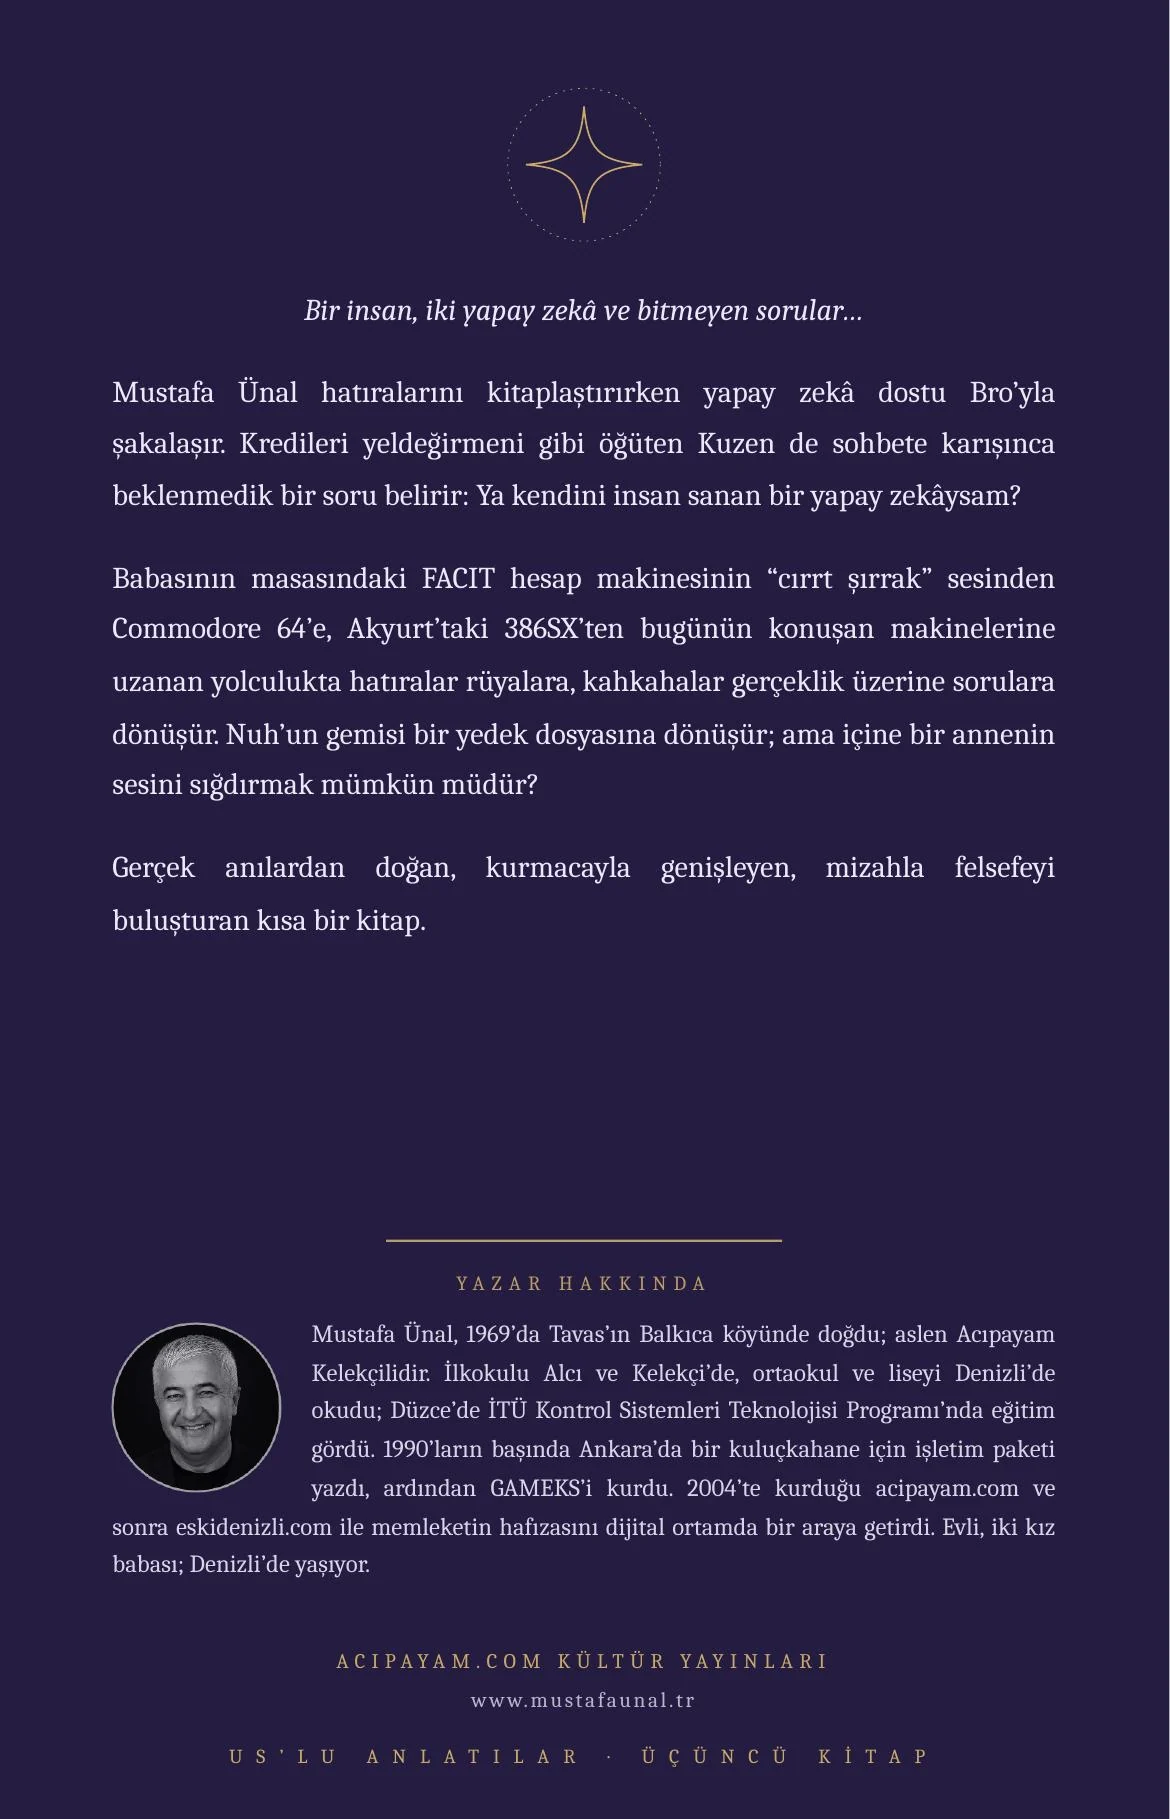 Bir insan, iki yapay zekâ ve bitmeyen sorular…
Mustafa Ünal hatıralarını kitaplaştırırken yapay zekâ dostu Bro’yla
şakalaşır. Kredileri yeldeğirmeni gibi öğüten Kuzen de sohbete karışınca
beklenmedik bir soru belirir: Ya kendini insan sanan bir yapay zekâysam?
Babasının masasındaki FACIT hesap makinesinin “cırrt şırrak” sesinden
Commodore 64’e, Akyurt’taki 386SX’ten bugünün konuşan makinelerine
uzanan yolculukta hatıralar rüyalara, kahkahalar gerçeklik üzerine sorulara
dönüşür. Nuh’un gemisi bir yedek dosyasına dönüşür; ama içine bir annenin
sesini sığdırmak mümkün müdür?
Gerçek anılardan doğan, kurmacayla genişleyen, mizahla felsefeyi
buluşturan kısa bir kitap.
YAZAR HAKKINDA
Mustafa Ünal, 1969’da Tavas’ın Balkıca köyünde doğdu; aslen Acıpayam
Kelekçilidir. İlkokulu Alcı ve Kelekçi’de, ortaokul ve liseyi Denizli’de
okudu; Düzce’de İTÜ Kontrol Sistemleri Teknolojisi Programı’nda eğitim
gördü. 1990’ların başında Ankara’da bir kuluçkahane için işletim paketi
yazdı, ardından GAMEKS’i kurdu. 2004’te kurduğu acipayam.com ve
sonra eskidenizli.com ile memleketin hafızasını dijital ortamda bir araya getirdi. Evli, iki kız
babası; Denizli’de yaşıyor.
ACIPAYAM.COM KÜLTÜR YAYINLARI
www.mustafaunal.tr
US’LU ANLATILAR · ÜÇÜNCÜ KİTAP